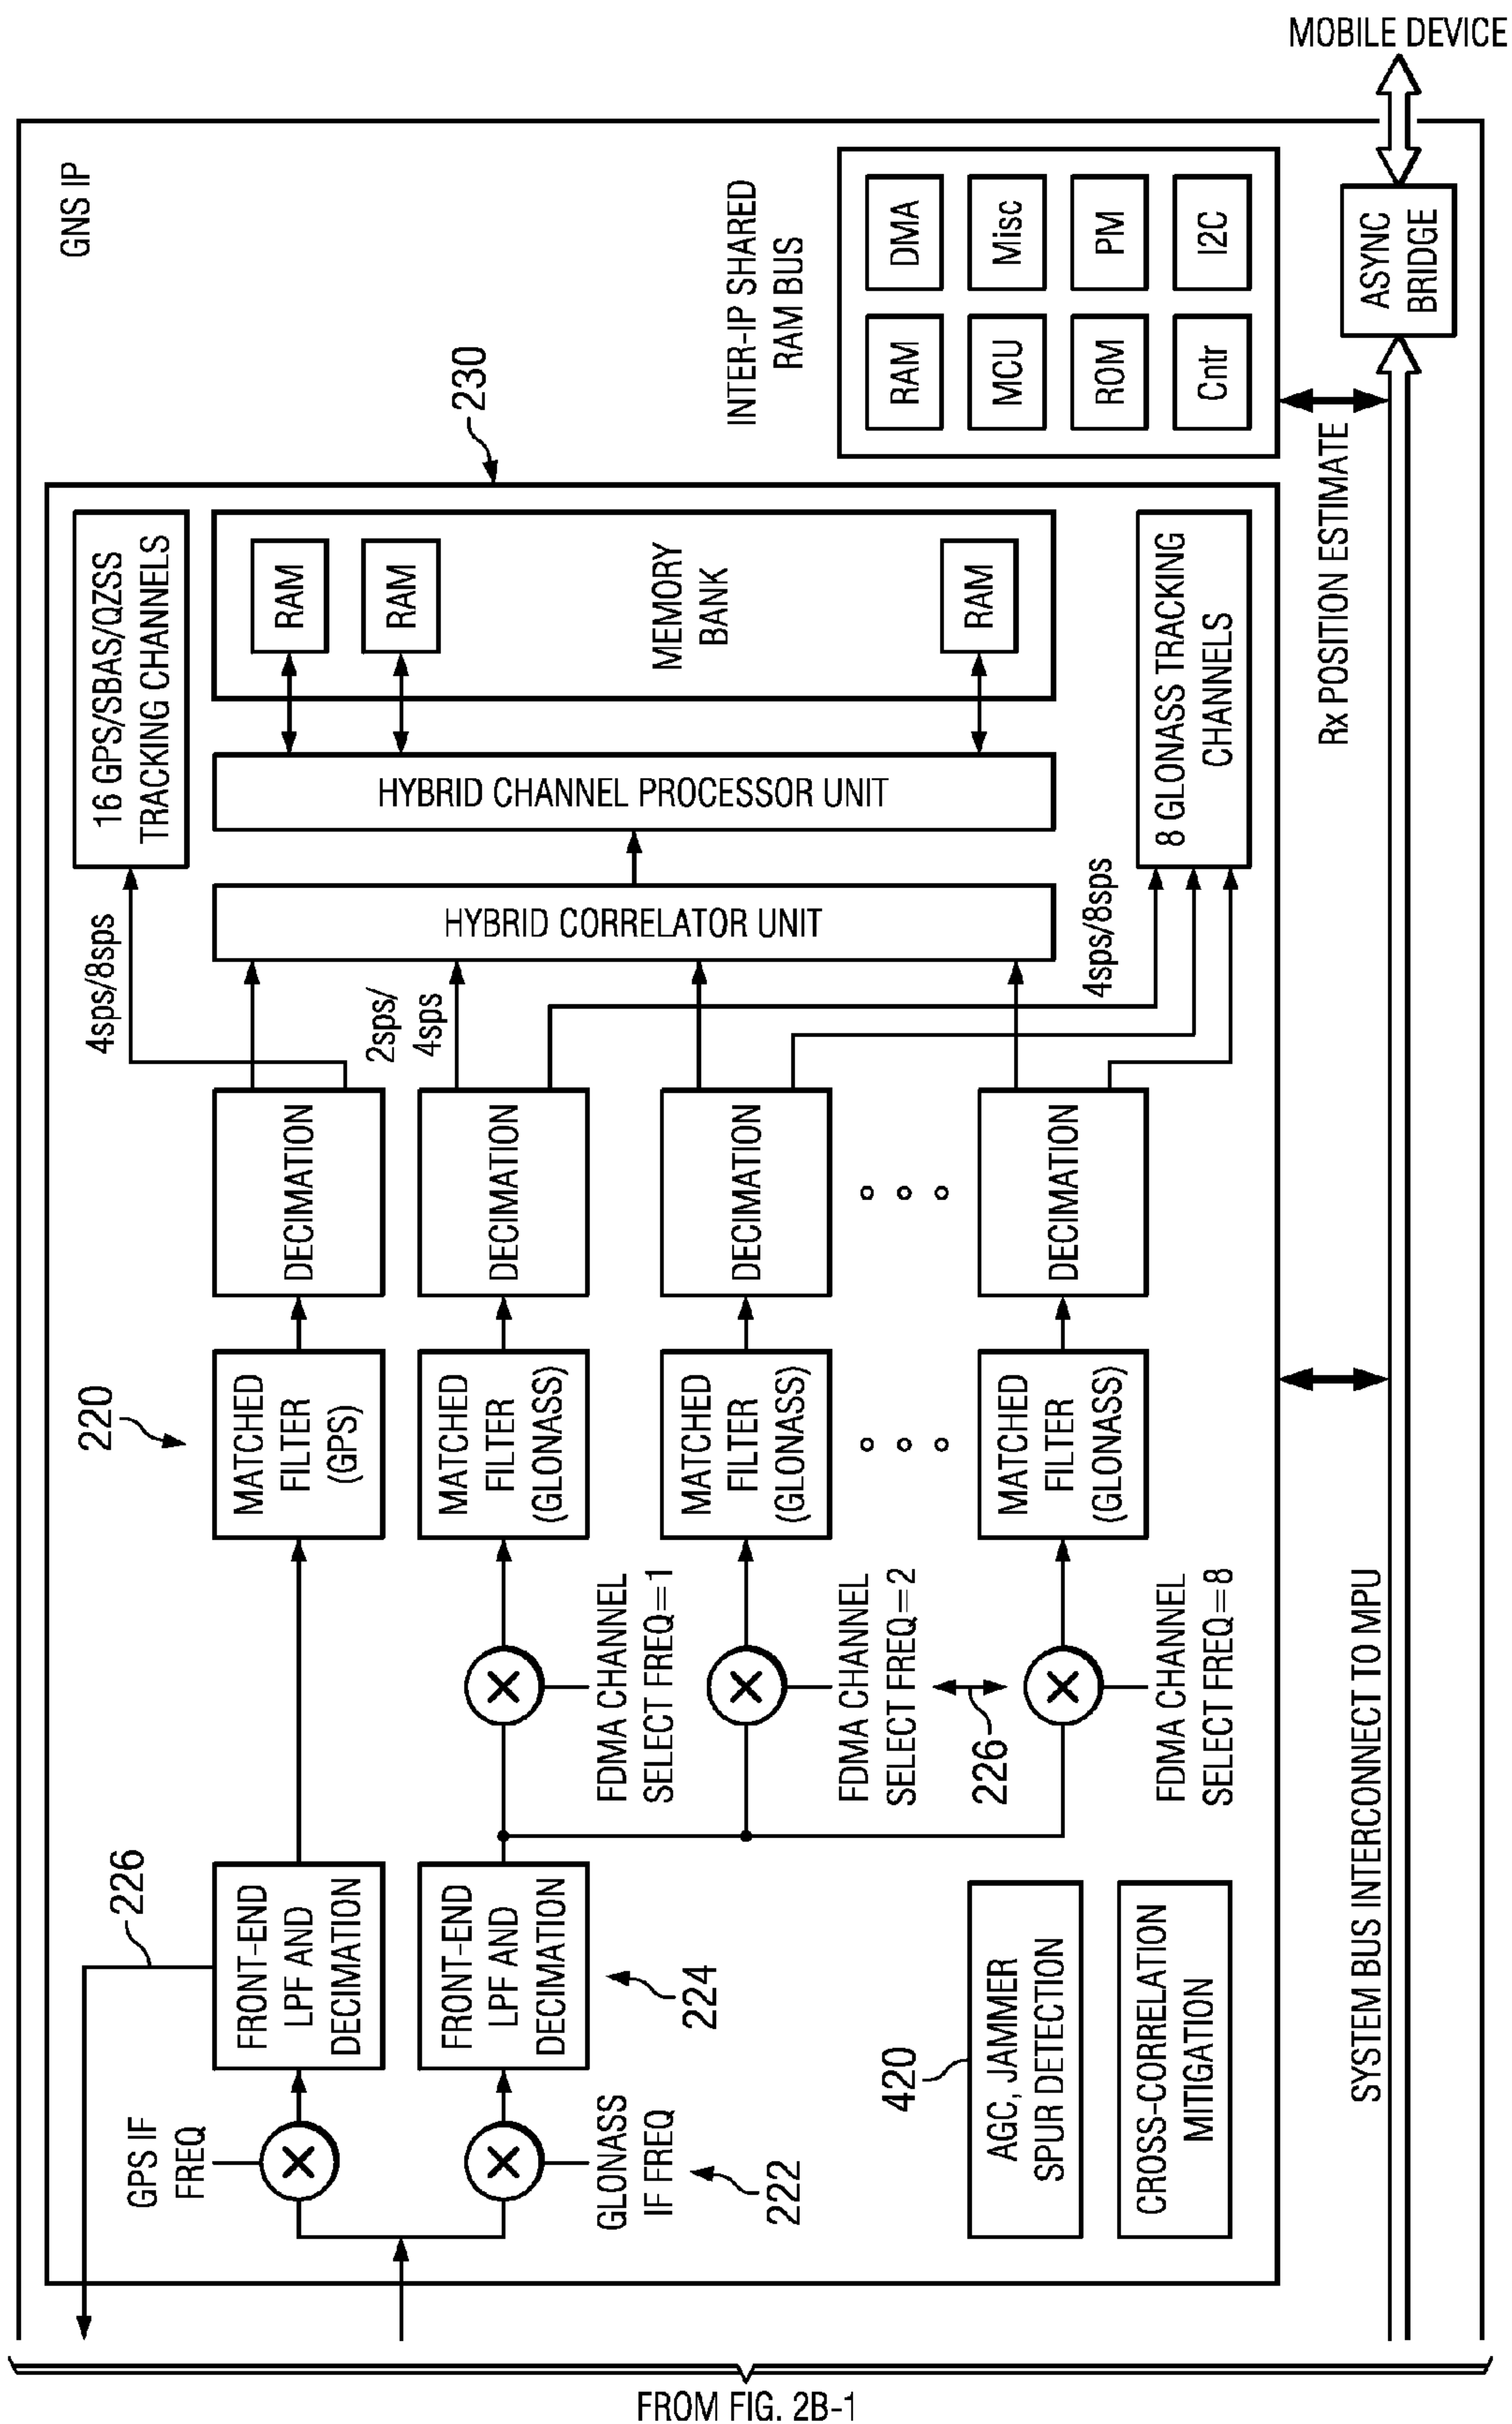 MOBILE DEVICE
GNS IP
226
GPS IF
FREQ
FRONT-END
LPF AND
DECIMATION
220
MATCHED
FILTER
(GPS)
DECIMATION
4sps/8sps
16 GPS/SBAS/QZSS
TRACKING CHANNELS
230
GLONASS
IF FREQ
222
FRONT-END
LPF AND
DECIMATION
224
FDMA CHANNEL
SELECT FREQ=1
MATCHED
FILTER
(GLONASS)
DECIMATION
2sps/
4sps
FDMA CHANNEL
SELECT FREQ=2
226
MATCHED
FILTER
(GLONASS)
DECIMATION
FDMA CHANNEL
SELECT FREQ=8
MATCHED
FILTER
(GLONASS)
DECIMATION
4sps/8sps
HYBRID CORRELATOR UNIT
HYBRID CHANNEL PROCESSOR UNIT
RAM
RAM
MEMORY
BANK
RAM
8 GLONASS TRACKING
CHANNELS
INTER-IP SHARED
RAM BUS
RAM
DMA
MCU
Misc
ROM
PM
Cntr
I2C
420
AGC, JAMMER
SPUR DETECTION
CROSS-CORRELATION
MITIGATION
Rx POSITION ESTIMATE
SYSTEM BUS INTERCONNECT TO MPU
ASYNC
BRIDGE
FROM FIG. 2B-1